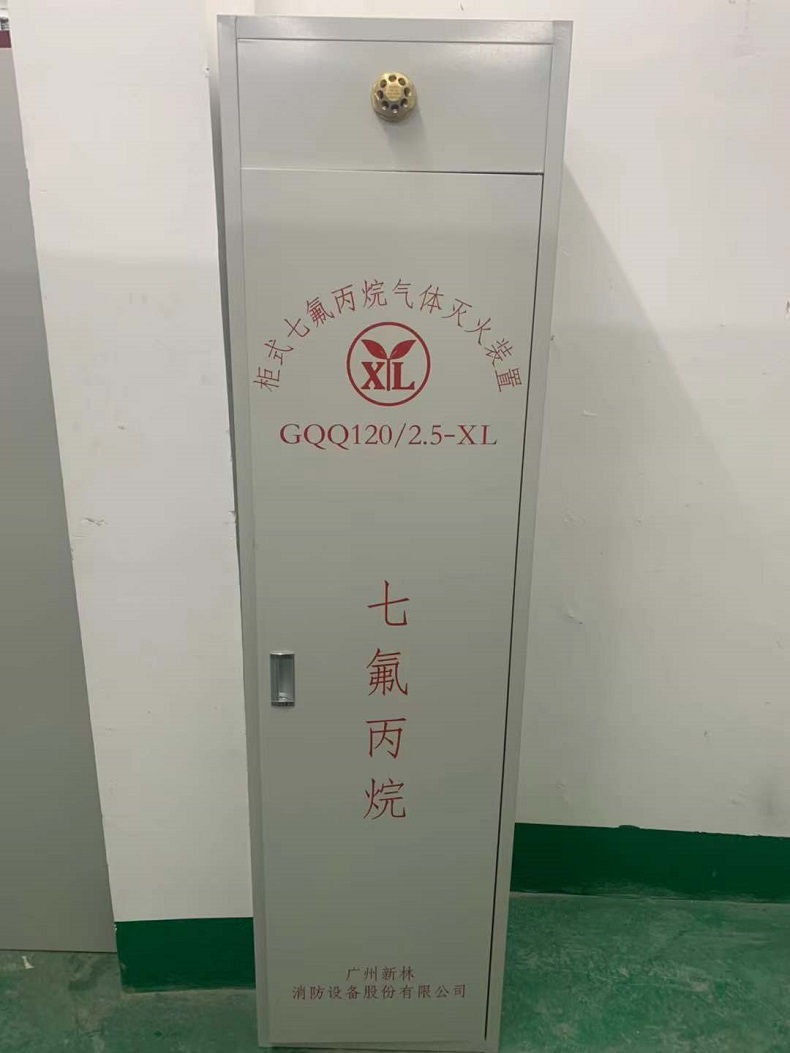 柜式七氟丙烷气体灭火装置
XL
GQQ120/2.5-XL
七氟丙烷
广州新林
消防设备股份有限公司